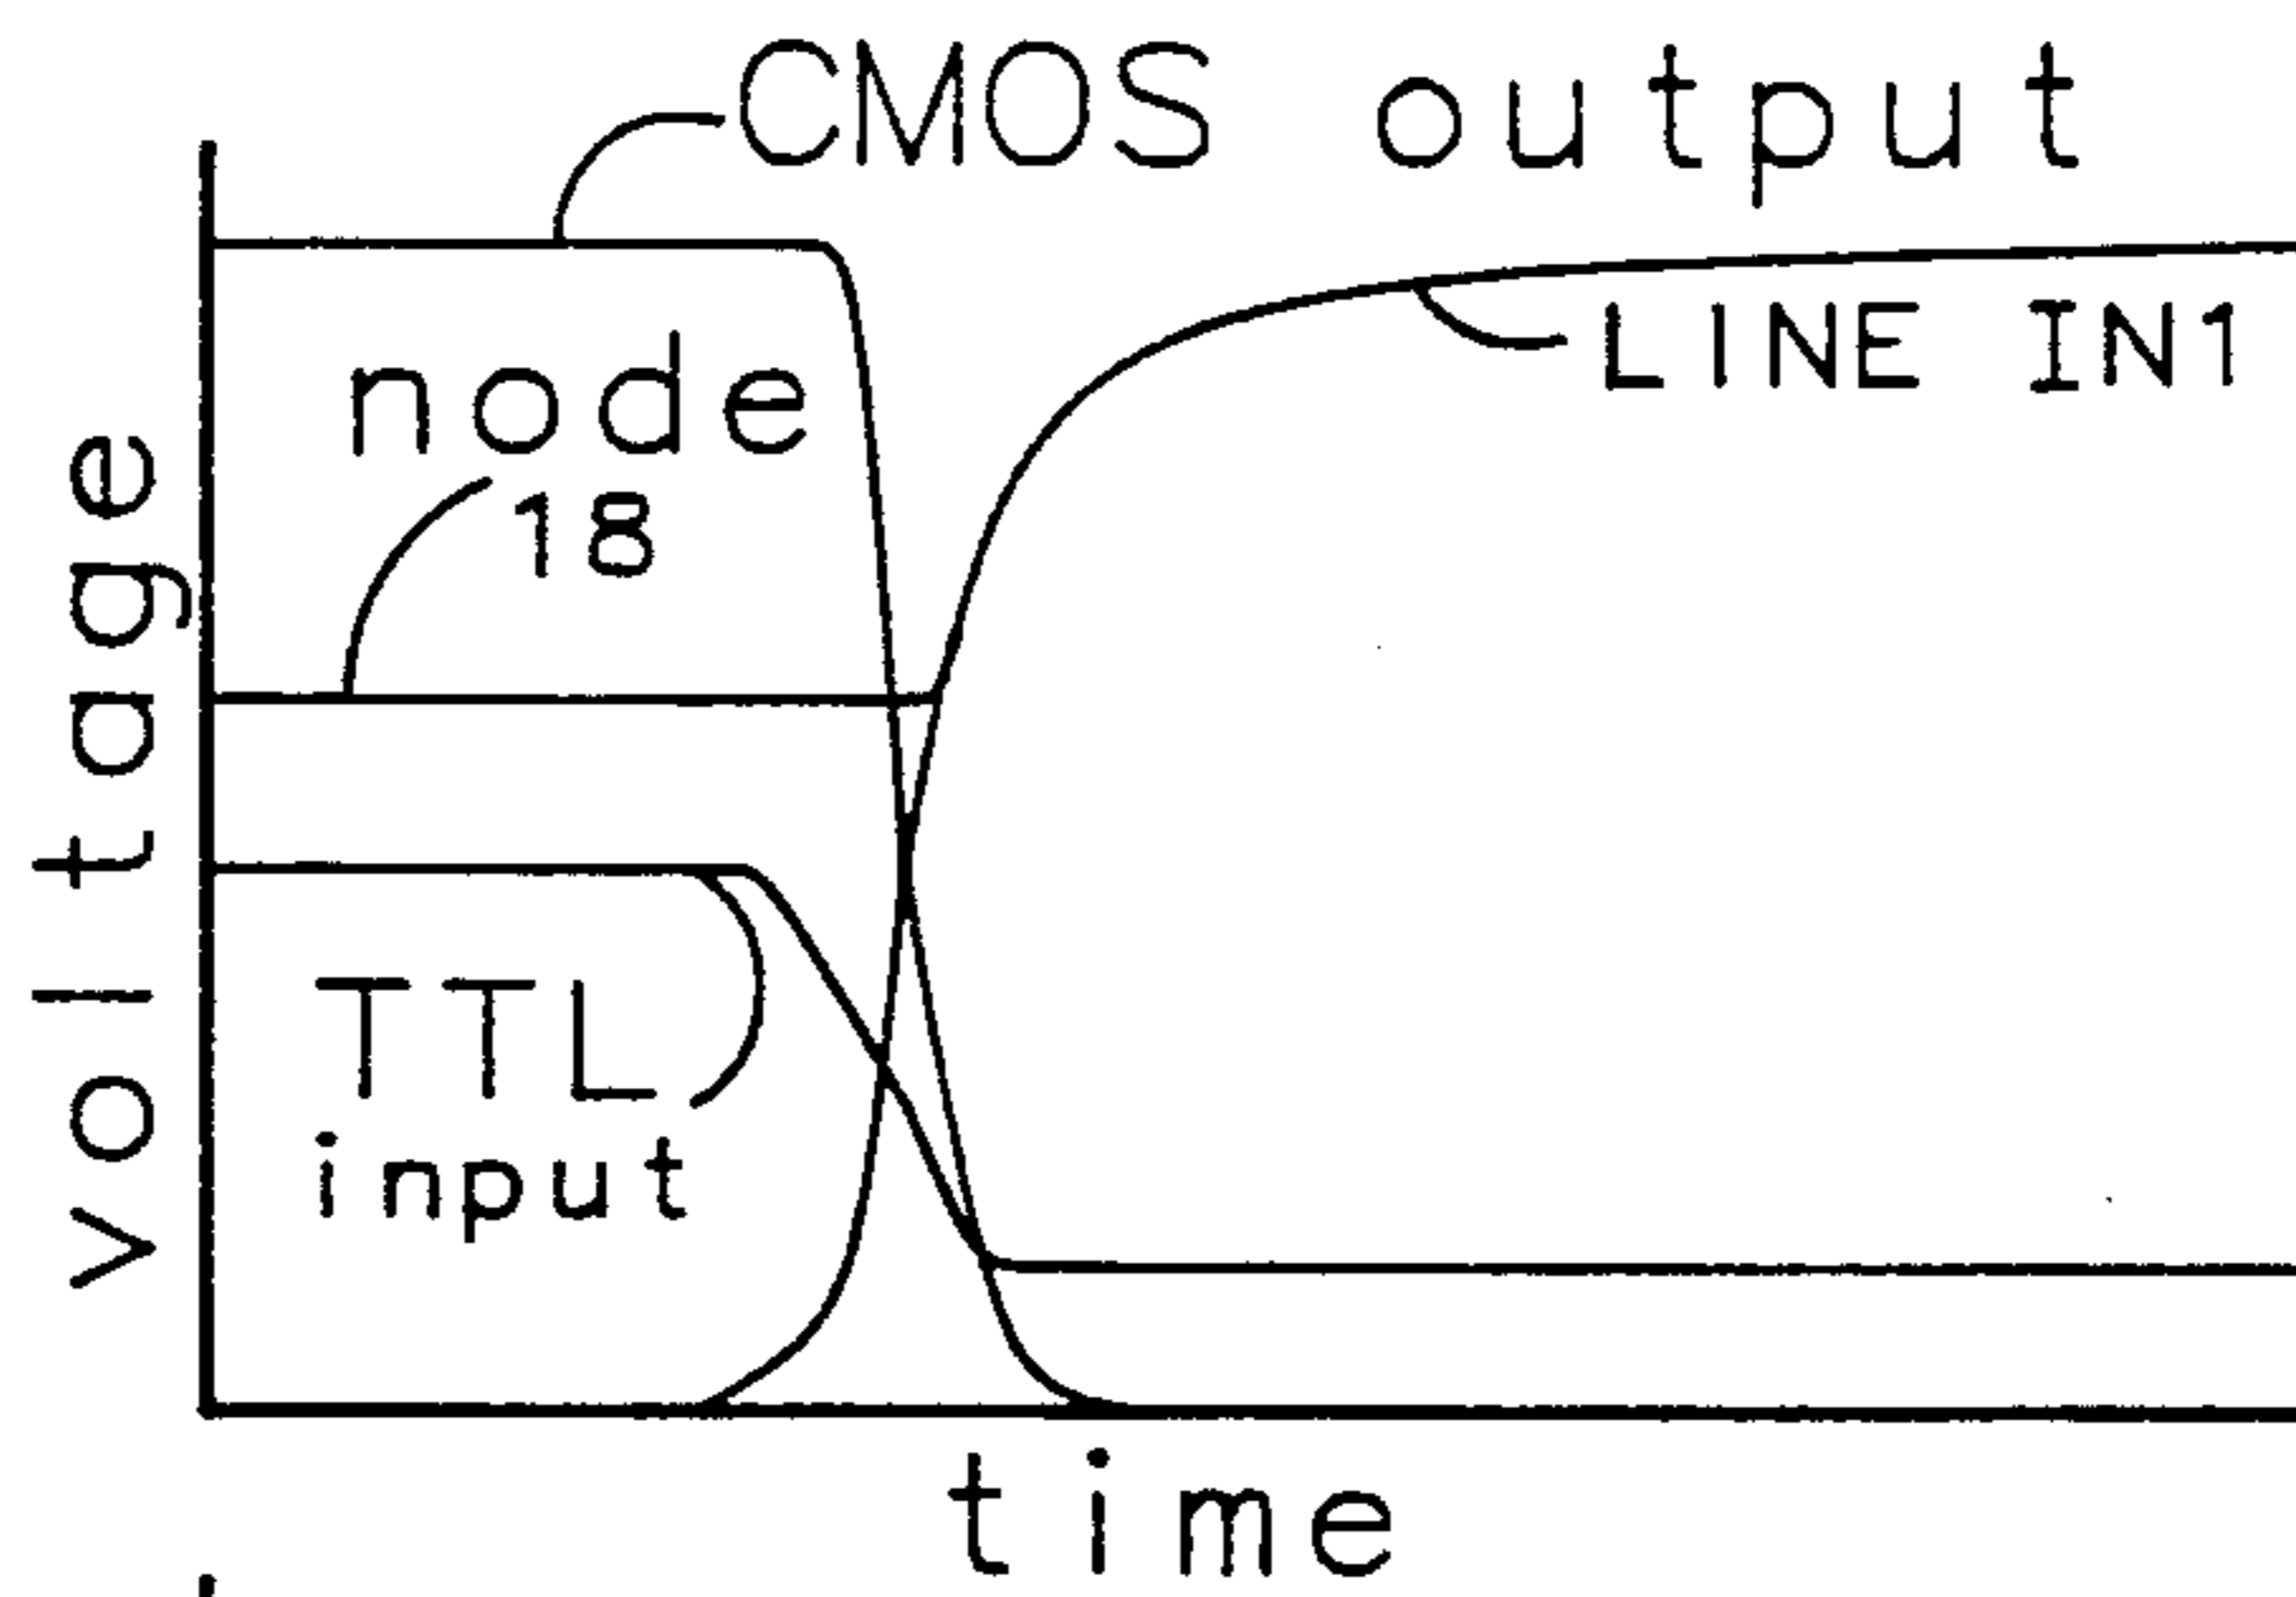 CMOS output
LINE IN1
node
18
voltage
TTL
input
time